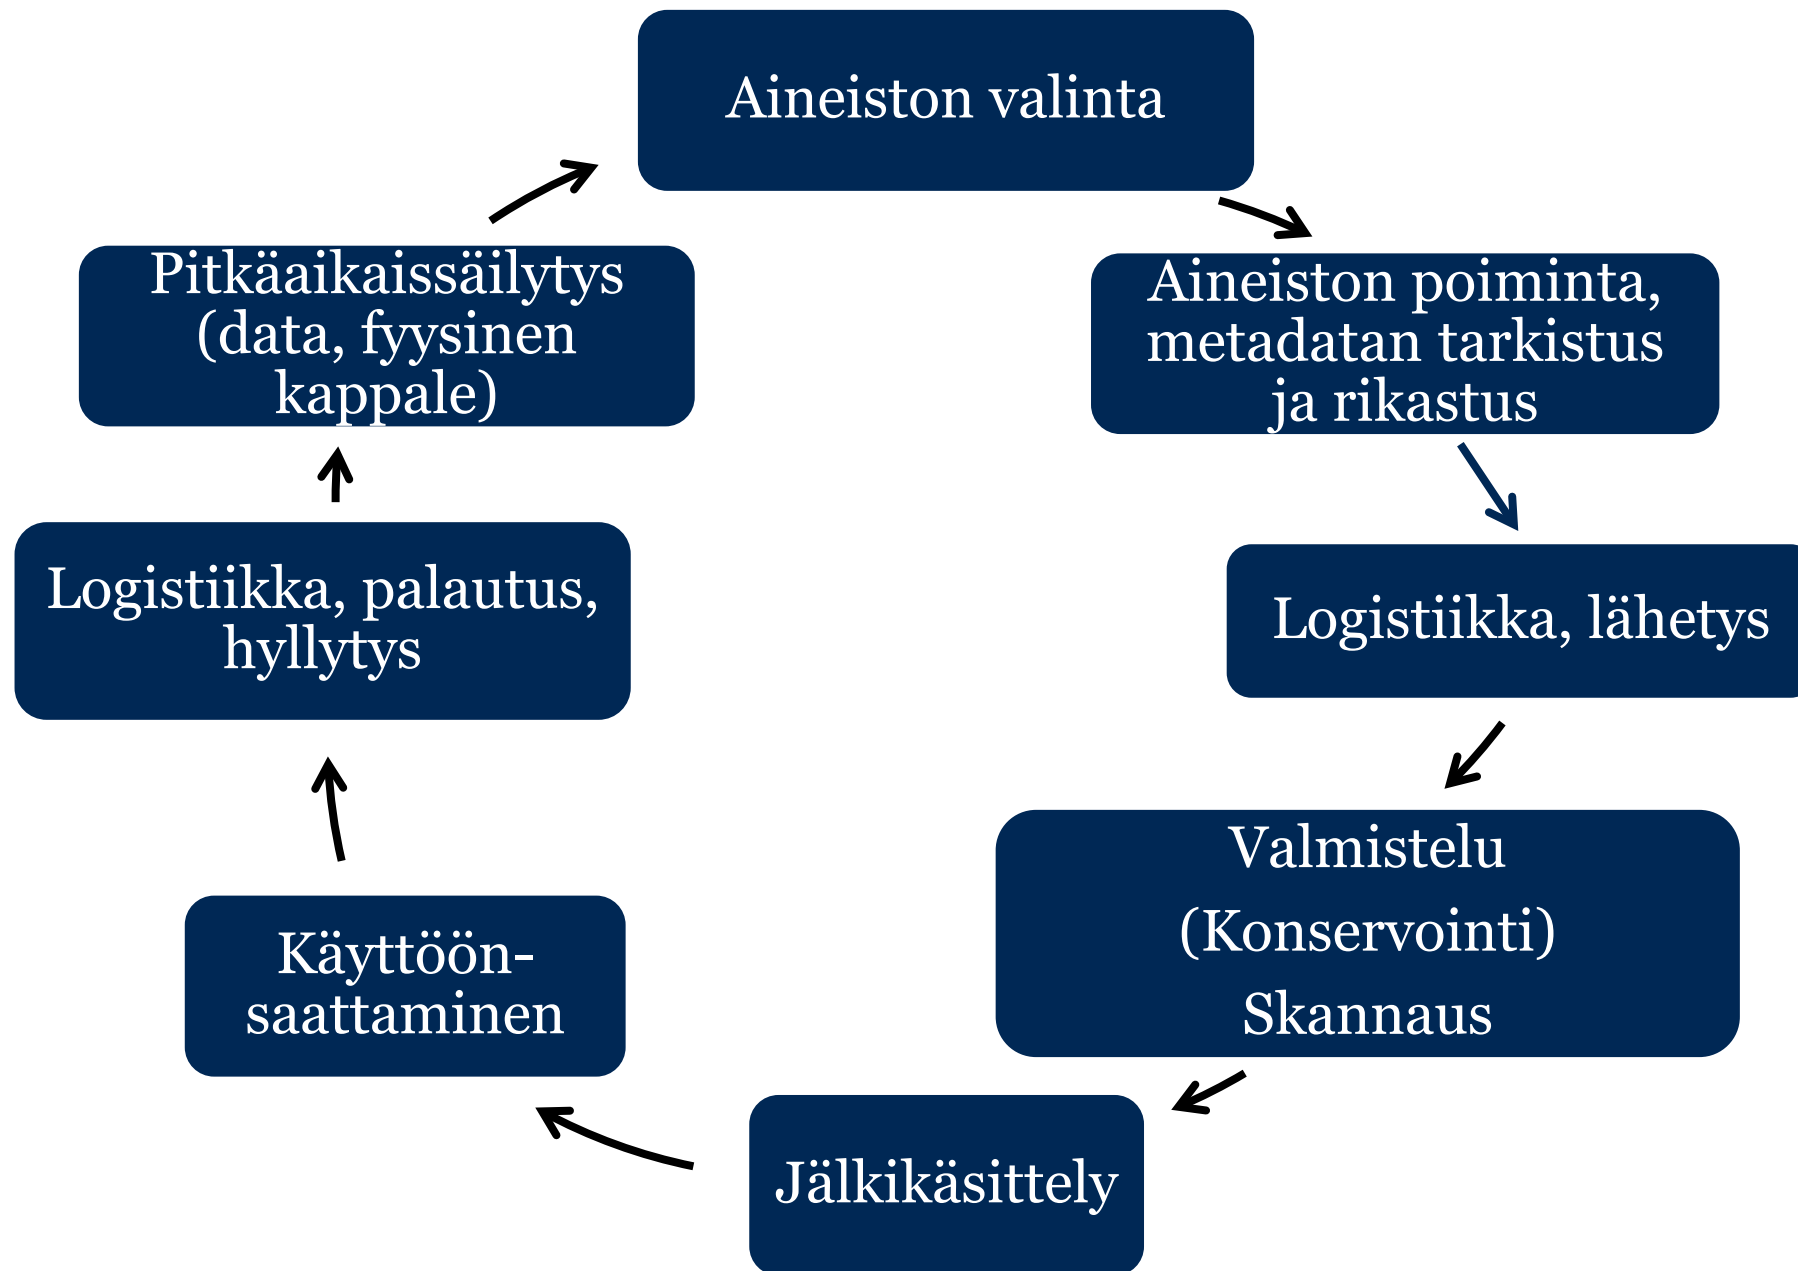 Aineiston valinta
Aineiston poiminta,
metadatan tarkistus
ja rikastus
Logistiikka, lähetys
Valmistelu
(Konservointi)
Skannaus
Jälkikäsittely
Käyttöön-
saattaminen
Logistiikka, palautus,
hyllytys
Pitkäaikaissäilytys
(data, fyysinen
kappale)